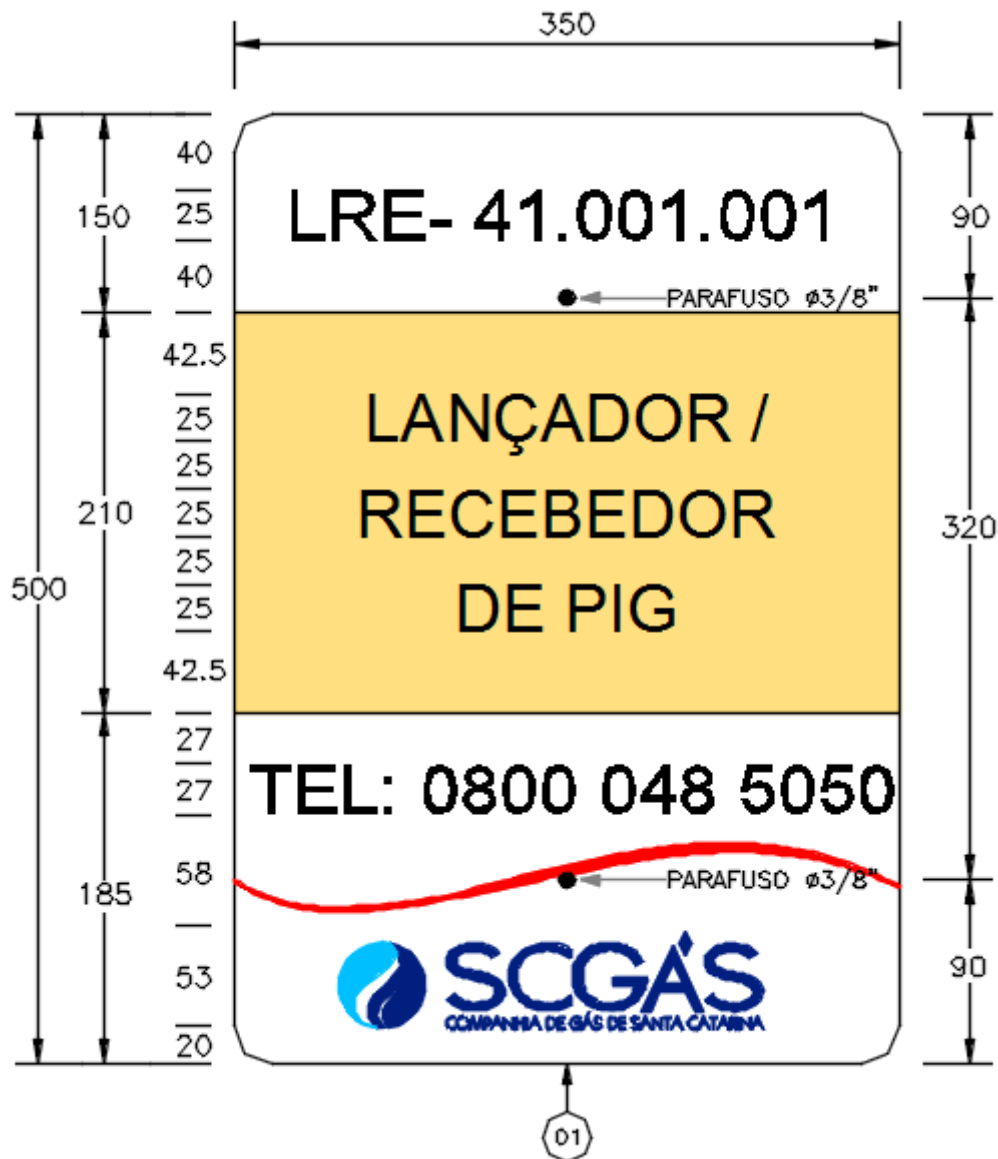 350
40
150
25
LRE- 41.001.001
90
40
PARAFUSO ø3/8"
42.5
LANÇADOR /
25
25
RECEBEDOR
210
25
320
500
25
DE PIG
25
42.5
27
TEL: 0800 048 5050
27
58
PARAFUSO ø3/8"
185
SCGÁS
53
90
COMPANHIA DE GÁS DE SANTA CATARINA
20
01